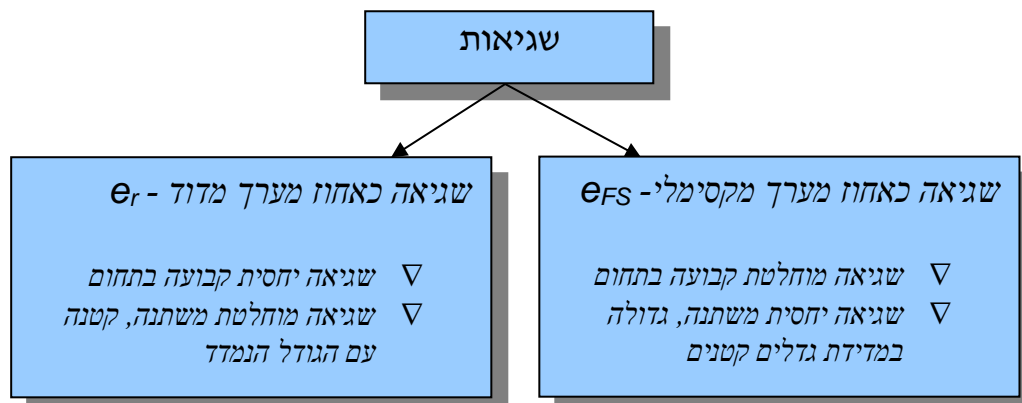 שגיאות
שגיאה כאחוז מערך מקסימלי- eFS
∇ שגיאה מוחלטת קבועה בתחום
∇ שגיאה יחסית משתנה, גדולה
במדידת גדלים קטנים
שגיאה כאחוז מערך מדוד - er
∇ שגיאה יחסית קבועה בתחום
∇ שגיאה מוחלטת משתנה, קטנה
עם הגודל הנמדד